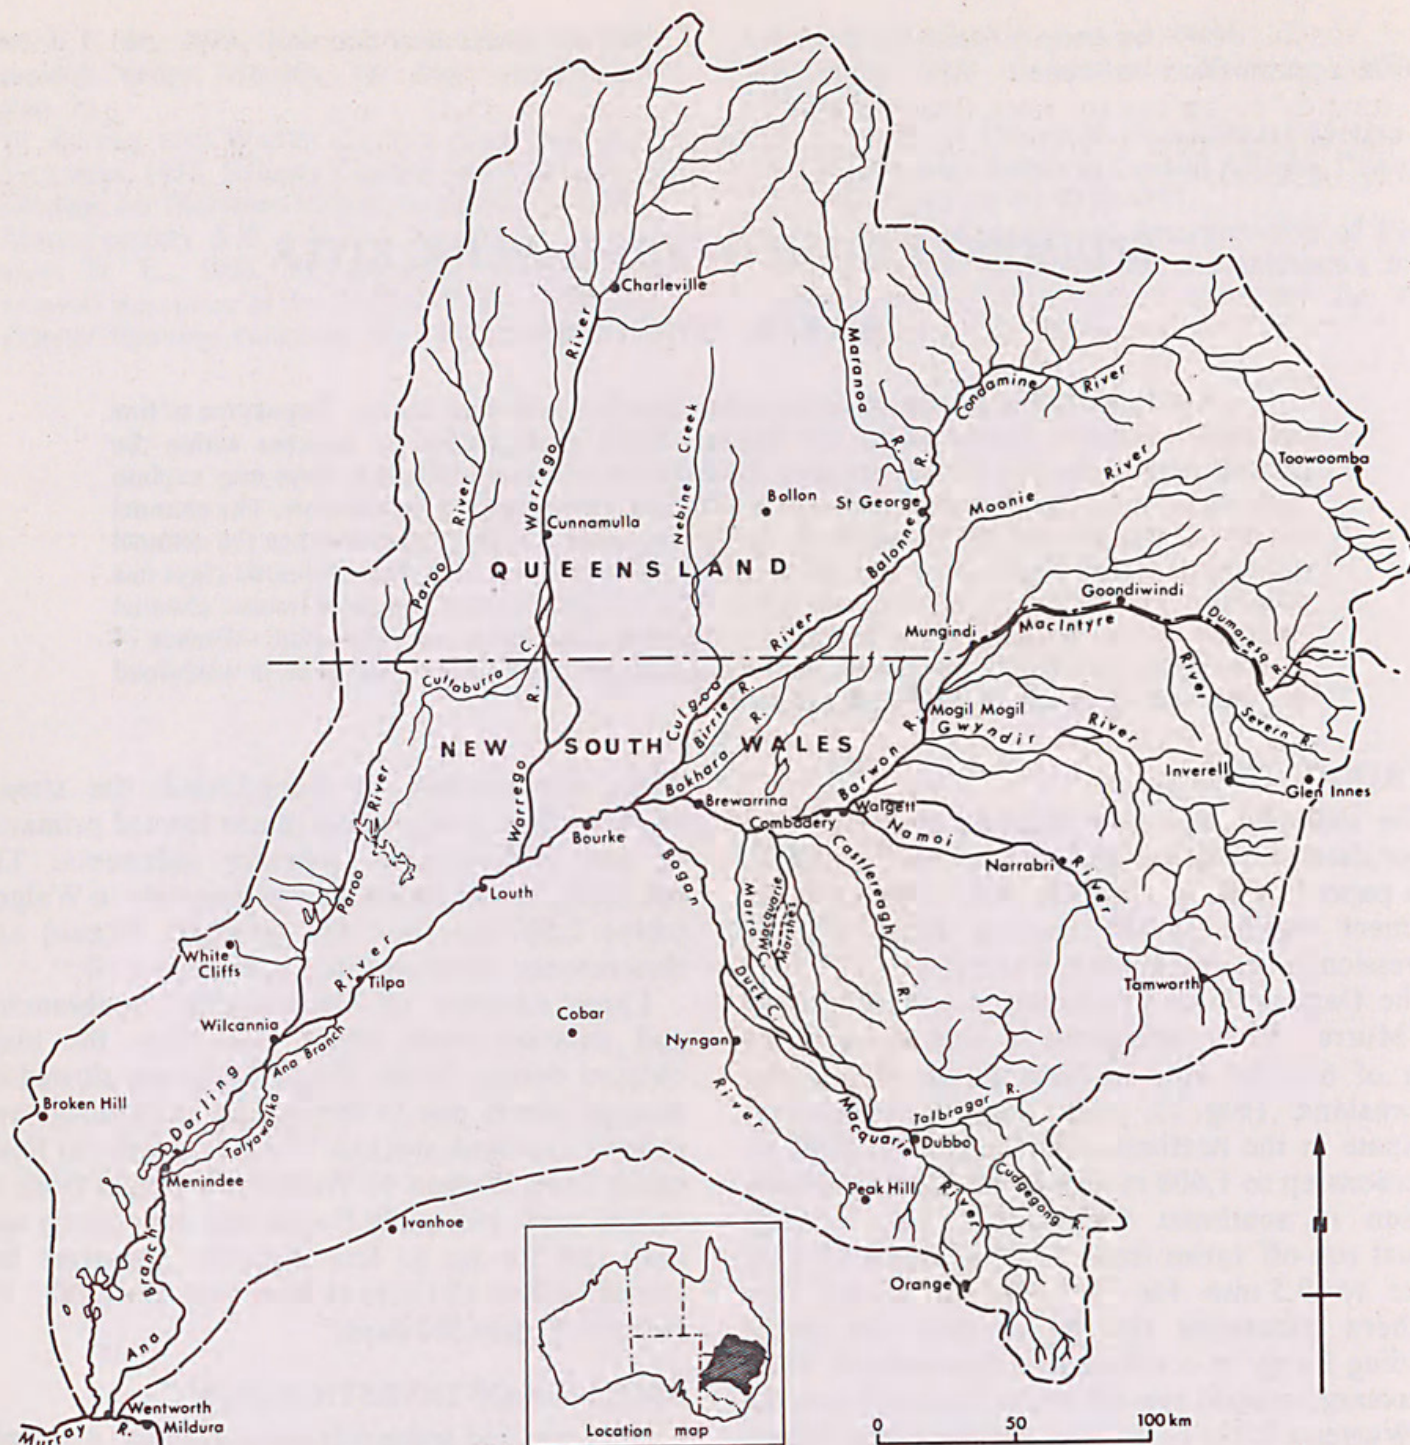 Charleville
Warrego
River
Maranoa
R.
Condamine
River
R.
Toowoomba
Nebine Creek
Bollon
St George
Moonie
River
Paroo
River
Cunnamulla
Balonne
QUEENSLAND
Goondiwindi
MacIntyre
Dumaresq R.
Mungindi
River
Culgoa
River
Cuttaburra C.
R.
Warrego
Birrie R.
Bokhara
R.
Mogil Mogil
Gwyndir
River
Severn R.
NEW SOUTH WALES
Barwon
R.
Inverell
Glen Innes
Brewarrina
Walgett
Combadery
Bourke
Namoi
River
Narrabri
Castlereagh
R.
Bogan
River
Marra
C.
Macquarie
Marshes
Duck C.
Louth
Paroo
River
White
Cliffs
River
Tilpa
Tamworth
Wilcannia
Cobar
Nyngan
Darling
Ana Branch
Talyawalka
Broken Hill
Talbragar R.
Macquarie
River
Dubbo
Menindee
Cudgegong R.
Peak Hill
Ivanhoe
N
Orange
Ana
Branch
Wentworth
Mildura
Murray R.
Location map
0 50 100 km